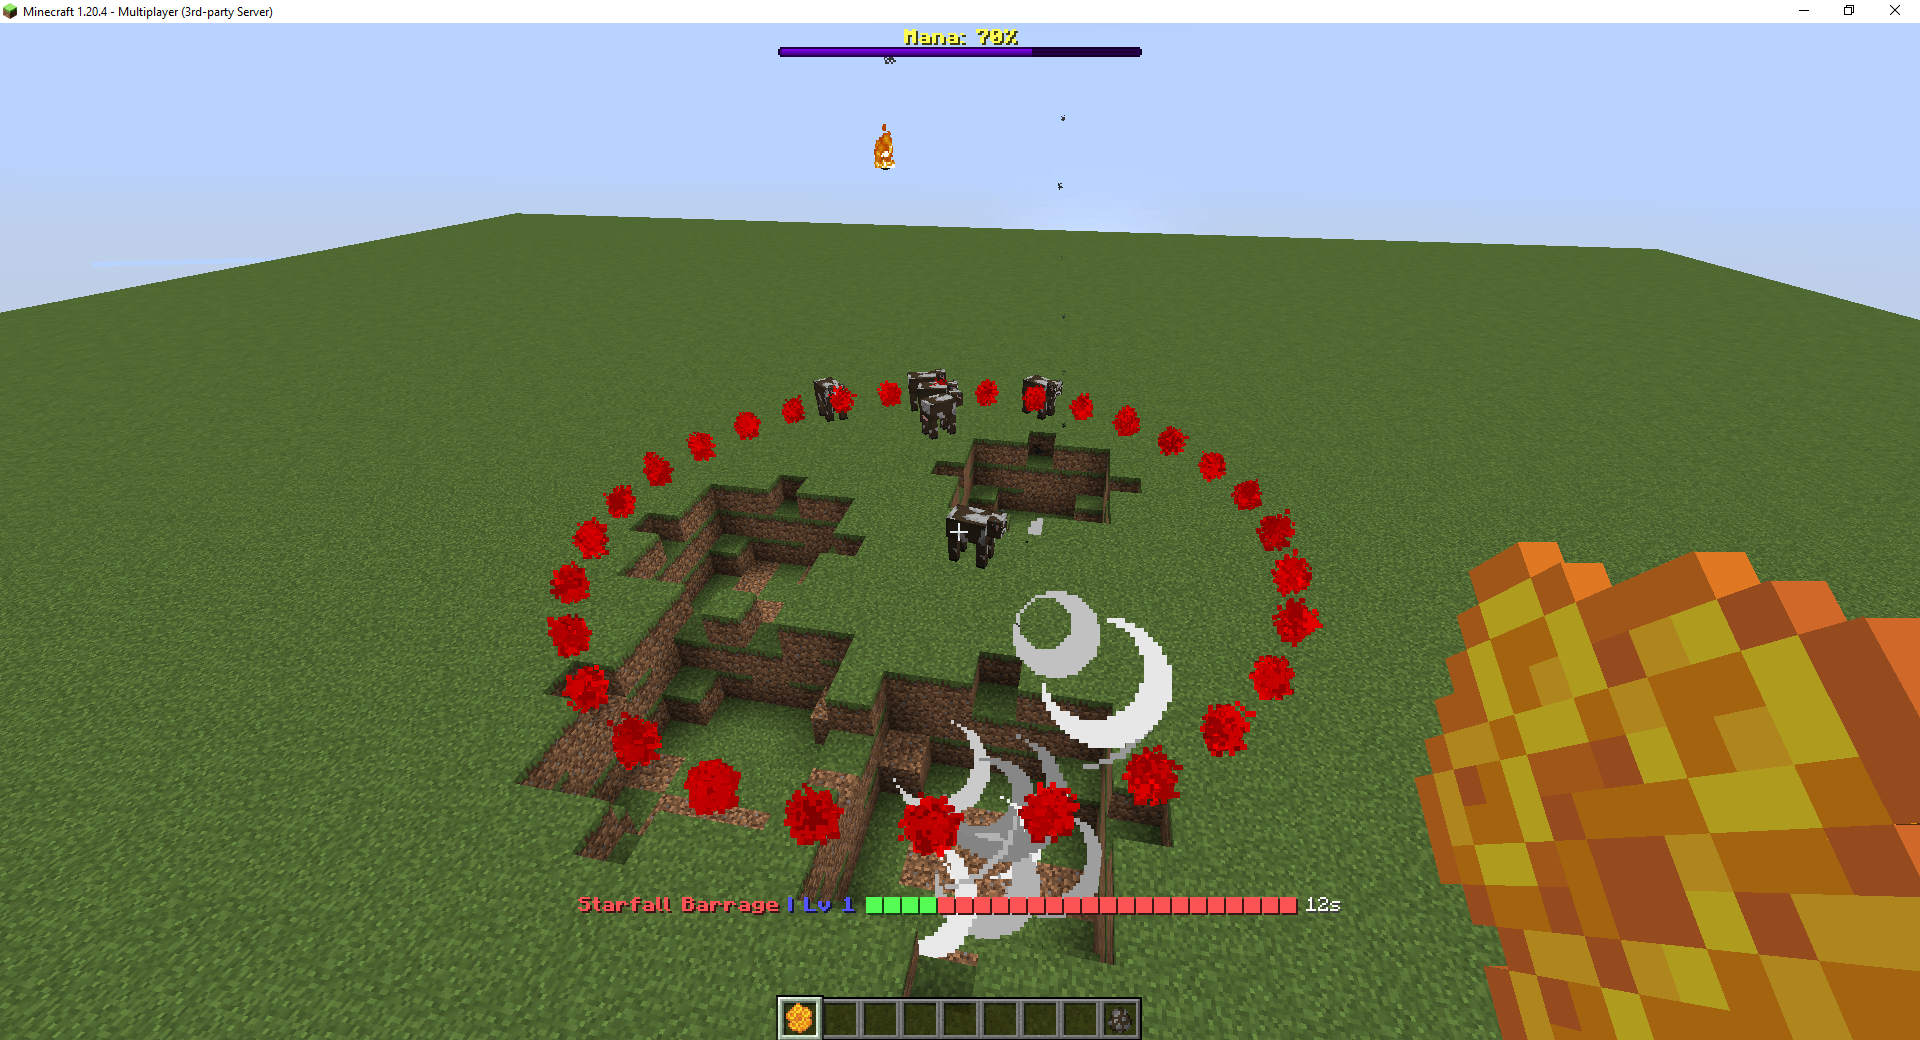 Minecraft 1.20.4 - Multiplayer (3rd-party Server)
Mana: 70%
Starfall Barrage | Lv 1 12s